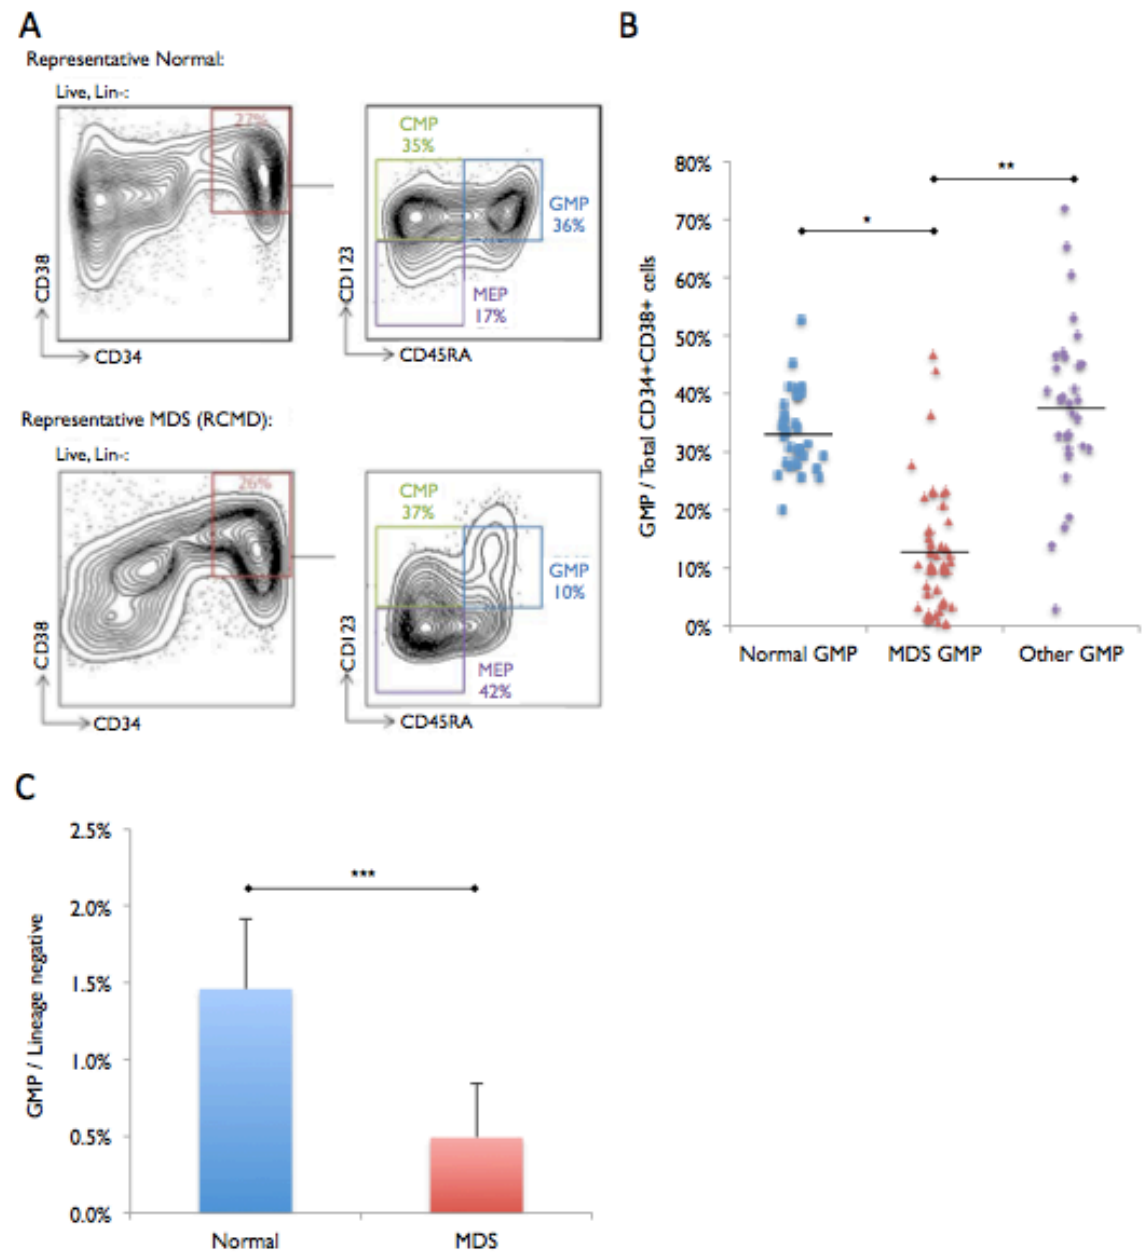 A
Representative Normal:
Live, Lin-:
27%
CD38
CD34
CMP
35%
GMP
36%
MEP
17%
CD123
CD45RA
Representative MDS (RCMD):
Live, Lin-:
26%
CD38
CD34
CMP
37%
GMP
10%
MEP
42%
CD123
CD45RA
B
GMP / Total CD34+CD38+ cells
80%
70%
60%
50%
40%
30%
20%
10%
0%
*
**
Normal GMP
MDS GMP
Other GMP
C
GMP / Lineage negative
2.5%
2.0%
1.5%
1.0%
0.5%
0.0%
***
Normal
MDS